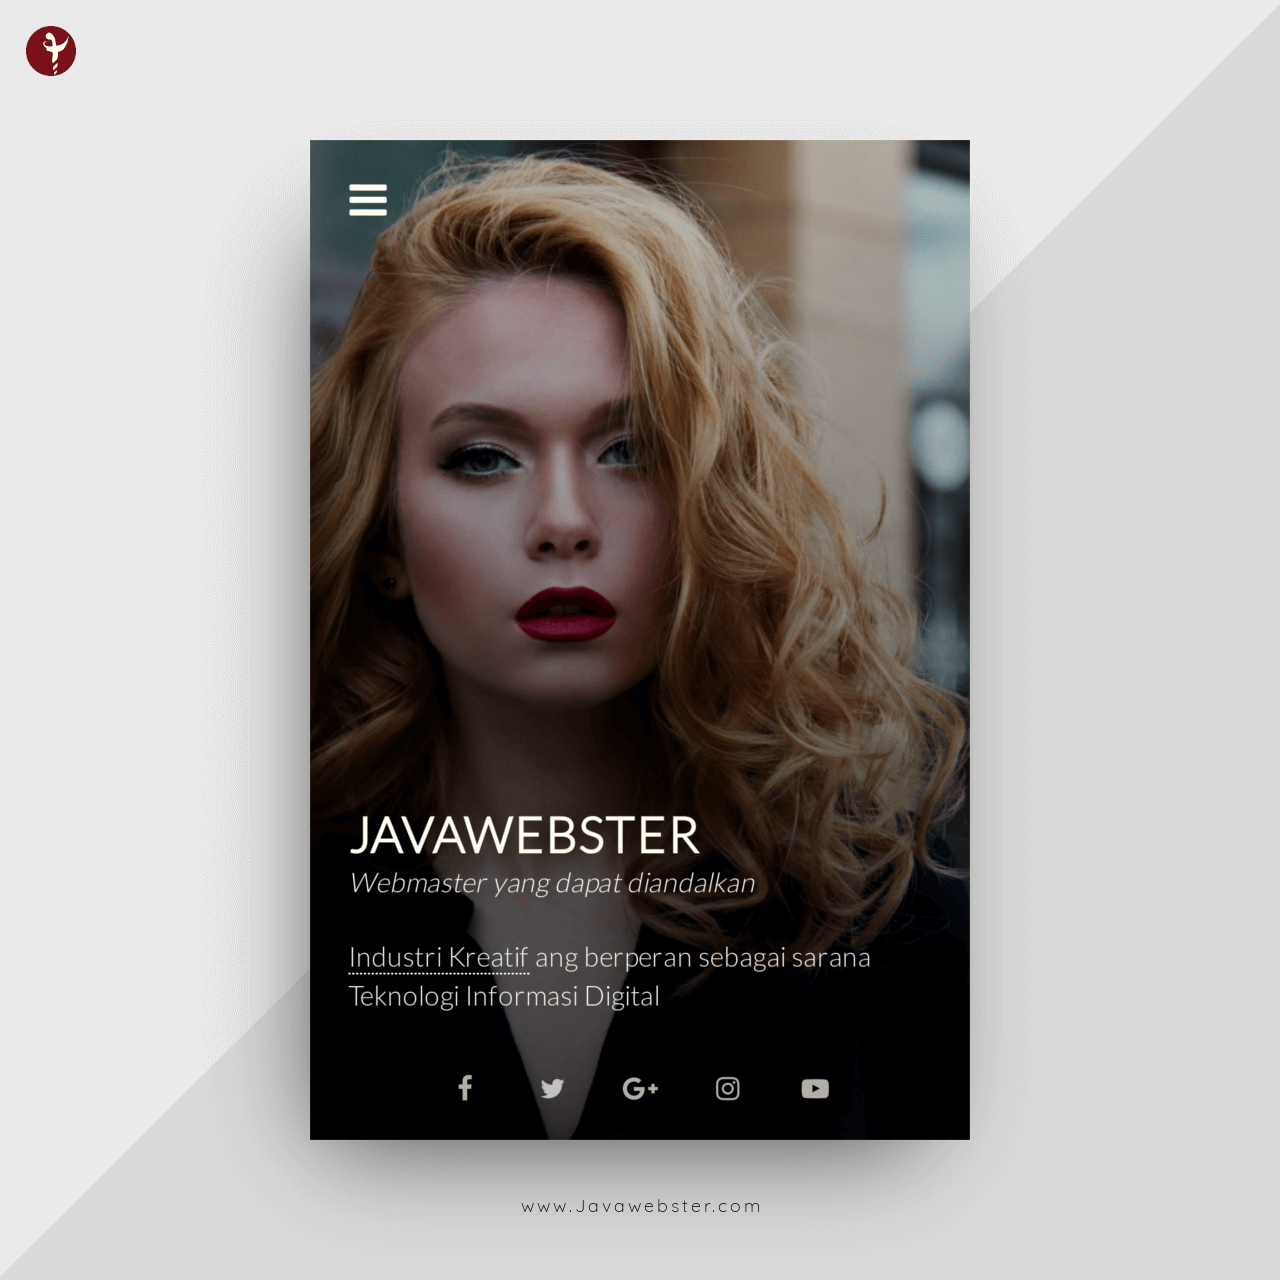 JAVAWEBSTER
Webmaster yang dapat diandalkan
Industri Kreatif ang berperan sebagai sarana
Teknologi Informasi Digital
www.Javawebster.com